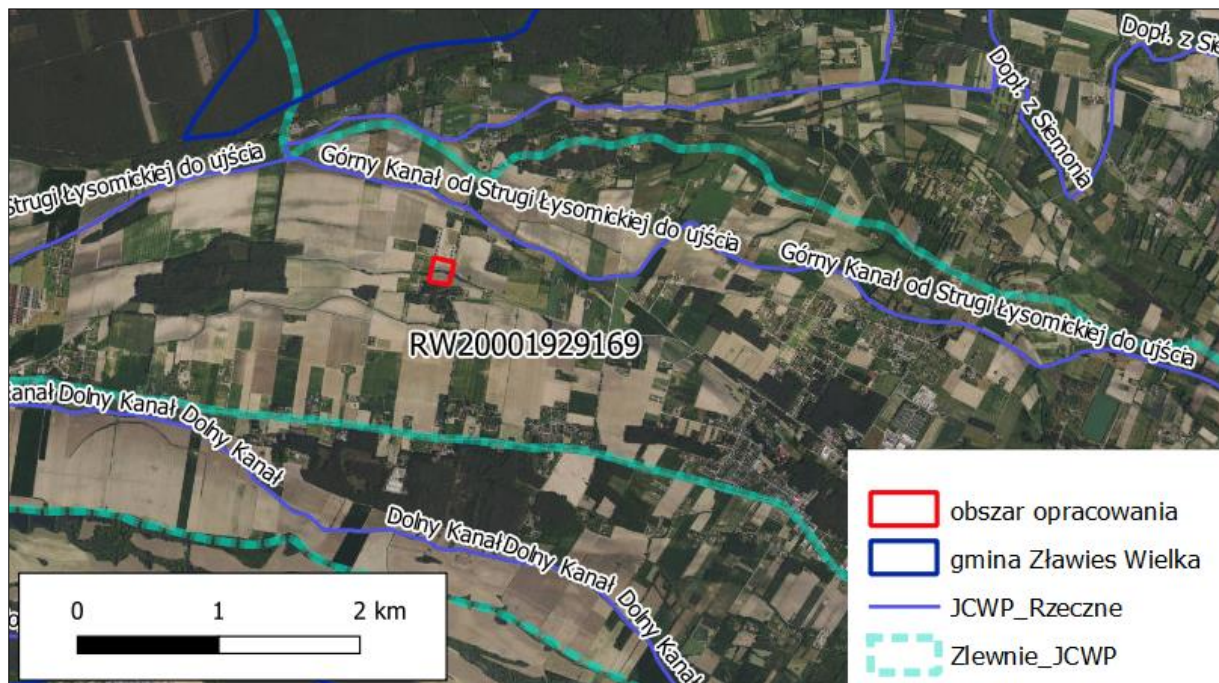 Dopł. z Sie
Dopł. z Siemonia
Strugi Łysomickiej do ujścia
Górny Kanał od Strugi Łysomickiej do ujścia
Górny Kanał od Strugi Łysomickiej do ujścia
RW20001929169
Kanał Dolny Kanał Dolny Kanał
Dolny Kanał Dolny Kanał Dolny Kanał
0 1 2 km
obszar opracowania
gmina Zławieś Wielka
JCWP_Rzeczne
Zlewnie_JCWP